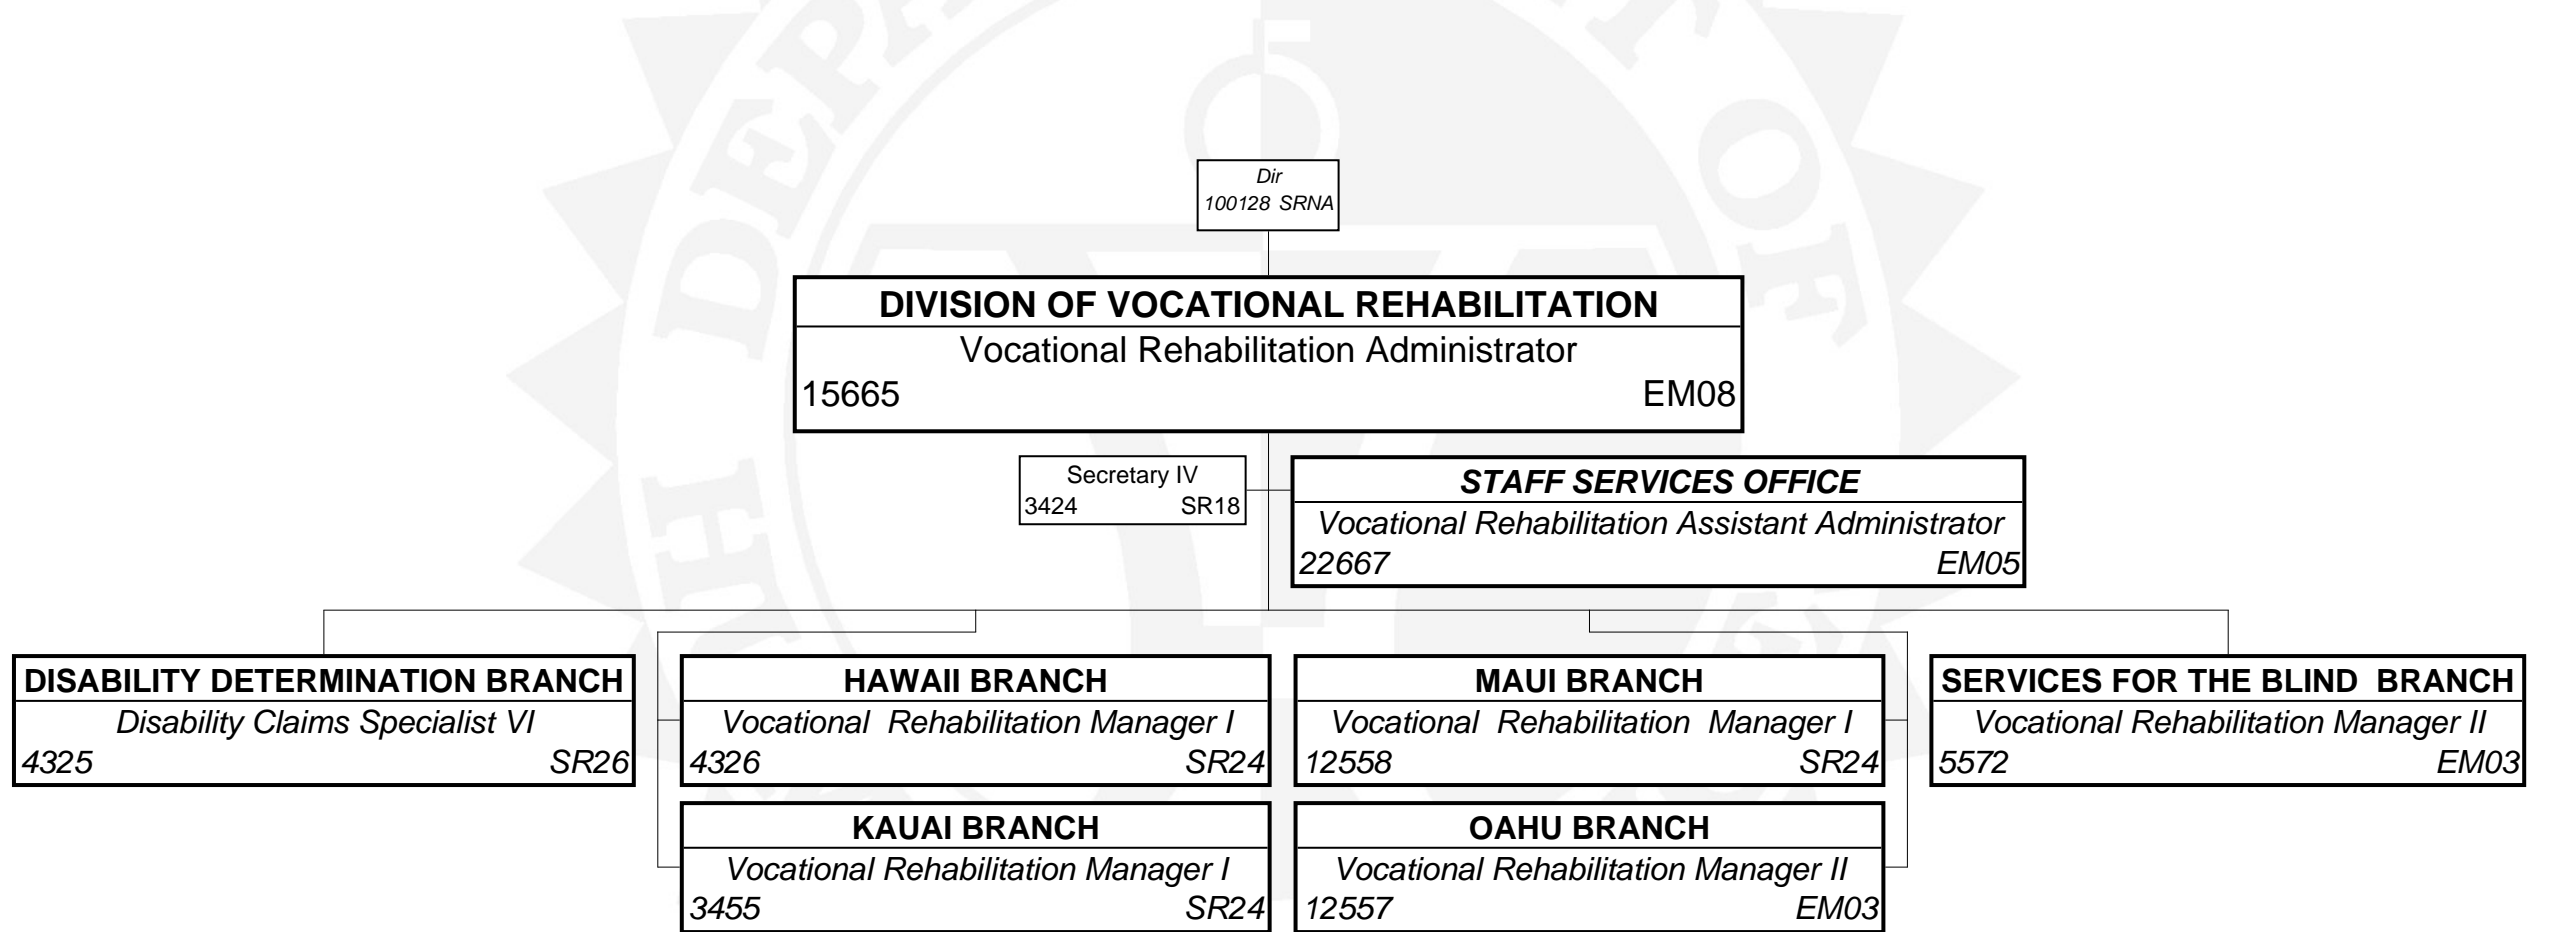 Dir
100128 SRNA
DIVISION OF VOCATIONAL REHABILITATION
Vocational Rehabilitation Administrator
15665 EM08
Secretary IV
3424 SR18
STAFF SERVICES OFFICE
Vocational Rehabilitation Assistant Administrator
22667 EM05
DISABILITY DETERMINATION BRANCH
Disability Claims Specialist VI
4325 SR26
HAWAII BRANCH
Vocational Rehabilitation Manager I
4326 SR24
MAUI BRANCH
Vocational Rehabilitation Manager I
12558 SR24
SERVICES FOR THE BLIND BRANCH
Vocational Rehabilitation Manager II
5572 EM03
KAUAI BRANCH
Vocational Rehabilitation Manager I
3455 SR24
OAHU BRANCH
Vocational Rehabilitation Manager II
12557 EM03